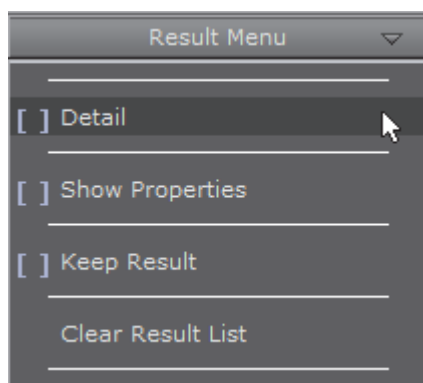 Result Menu
[ ] Detail
[ ] Show Properties
[ ] Keep Result
Clear Result List